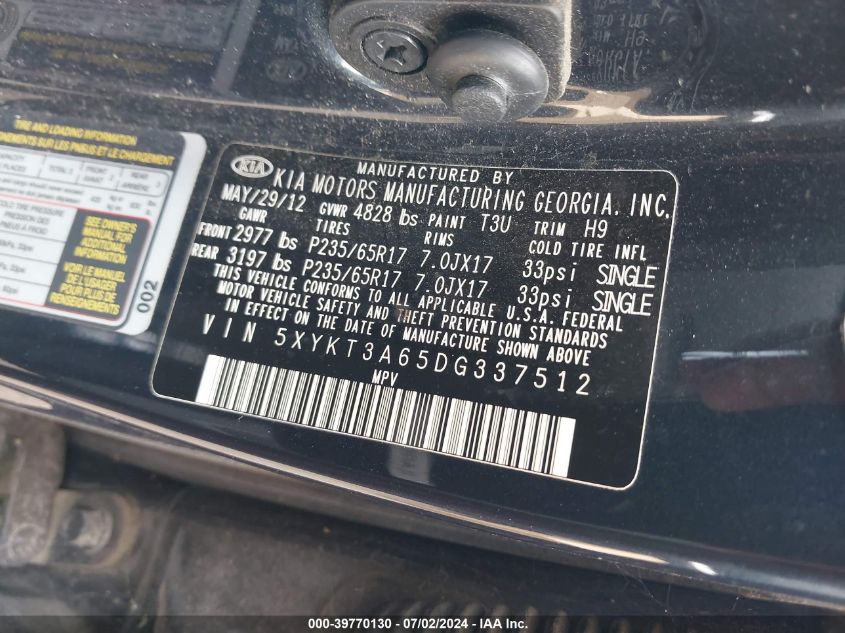 TIRE AND LOADING INFORMATION
SEE OWNER'S
MANUAL FOR
ADDITIONAL
INFORMATION
VOIR LE MANUEL
DE L'USAGER
POUR PLUS DE
RENSEIGNEMENTS
002
KIA
MANUFACTURED BY
KIA MOTORS MANUFACTURING GEORGIA, INC.
MAY/29/12 GVWR 4828 lbs PAINT T3U TRIM H9
GAWR TIRES RIMS COLD TIRE INFL
FRONT 2977 lbs P235/65R17 7.0JX17 33psi SINGLE
REAR 3197 lbs P235/65R17 7.0JX17 33psi SINGLE
THIS VEHICLE CONFORMS TO ALL APPLICABLE U.S.A. FEDERAL
MOTOR VEHICLE SAFETY AND THEFT PREVENTION STANDARDS
IN EFFECT ON THE DATE OF MANUFACTURE SHOWN ABOVE
VIN 5XYKT3A65DG337512
MPV
000-39770130 - 07/02/2024 - IAA Inc.